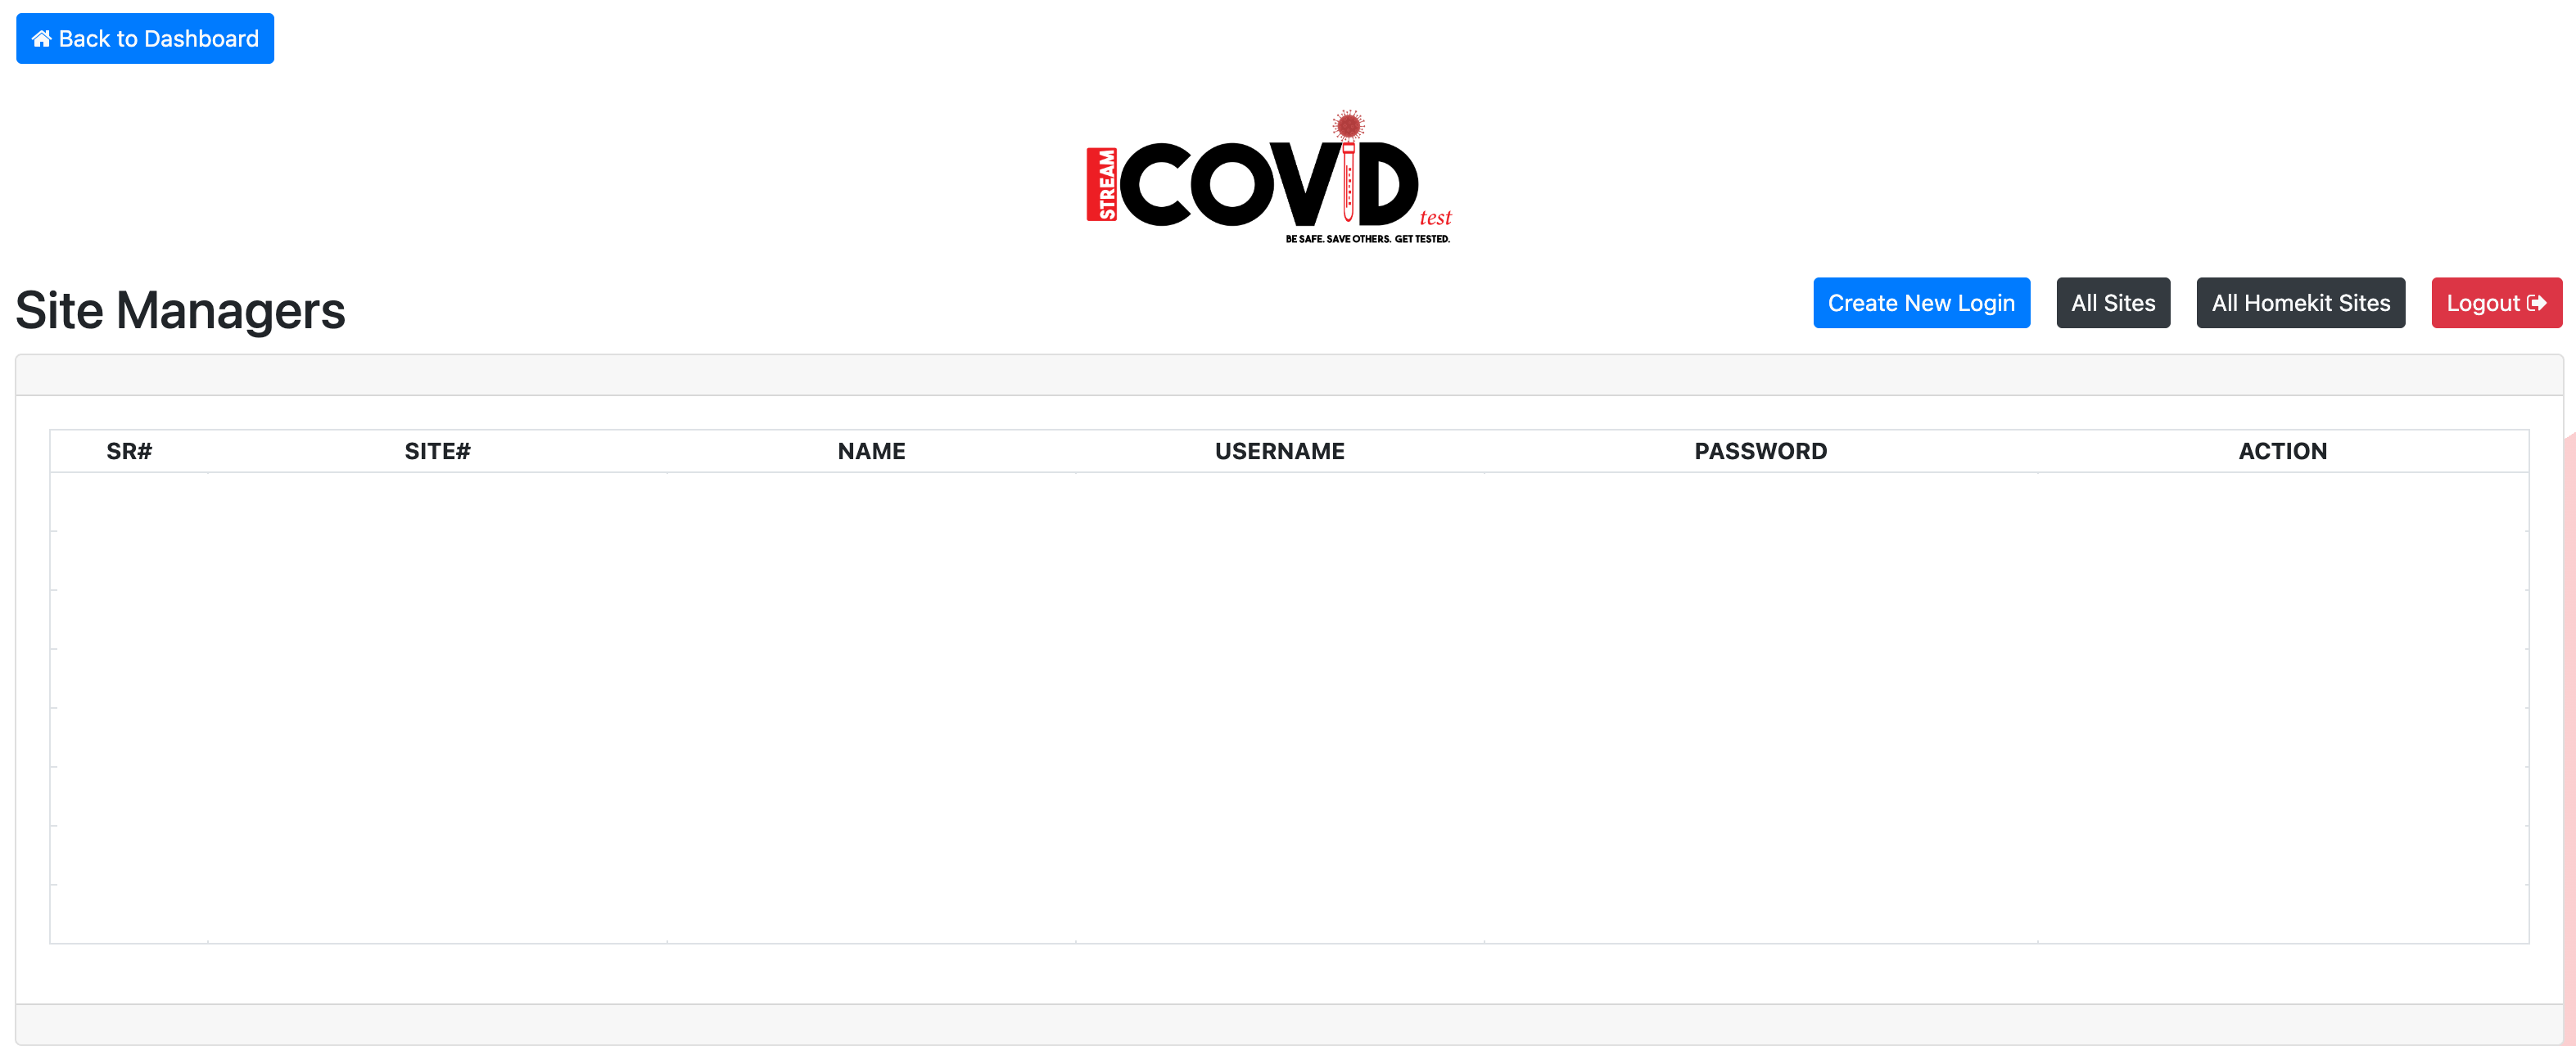 Back to Dashboard
STREAM
COVID
test
BE SAFE. SAVE OTHERS. GET TESTED.
Site Managers
Create New Login
All Sites
All Homekit Sites
Logout
SR# SITE# NAME USERNAME PASSWORD ACTION